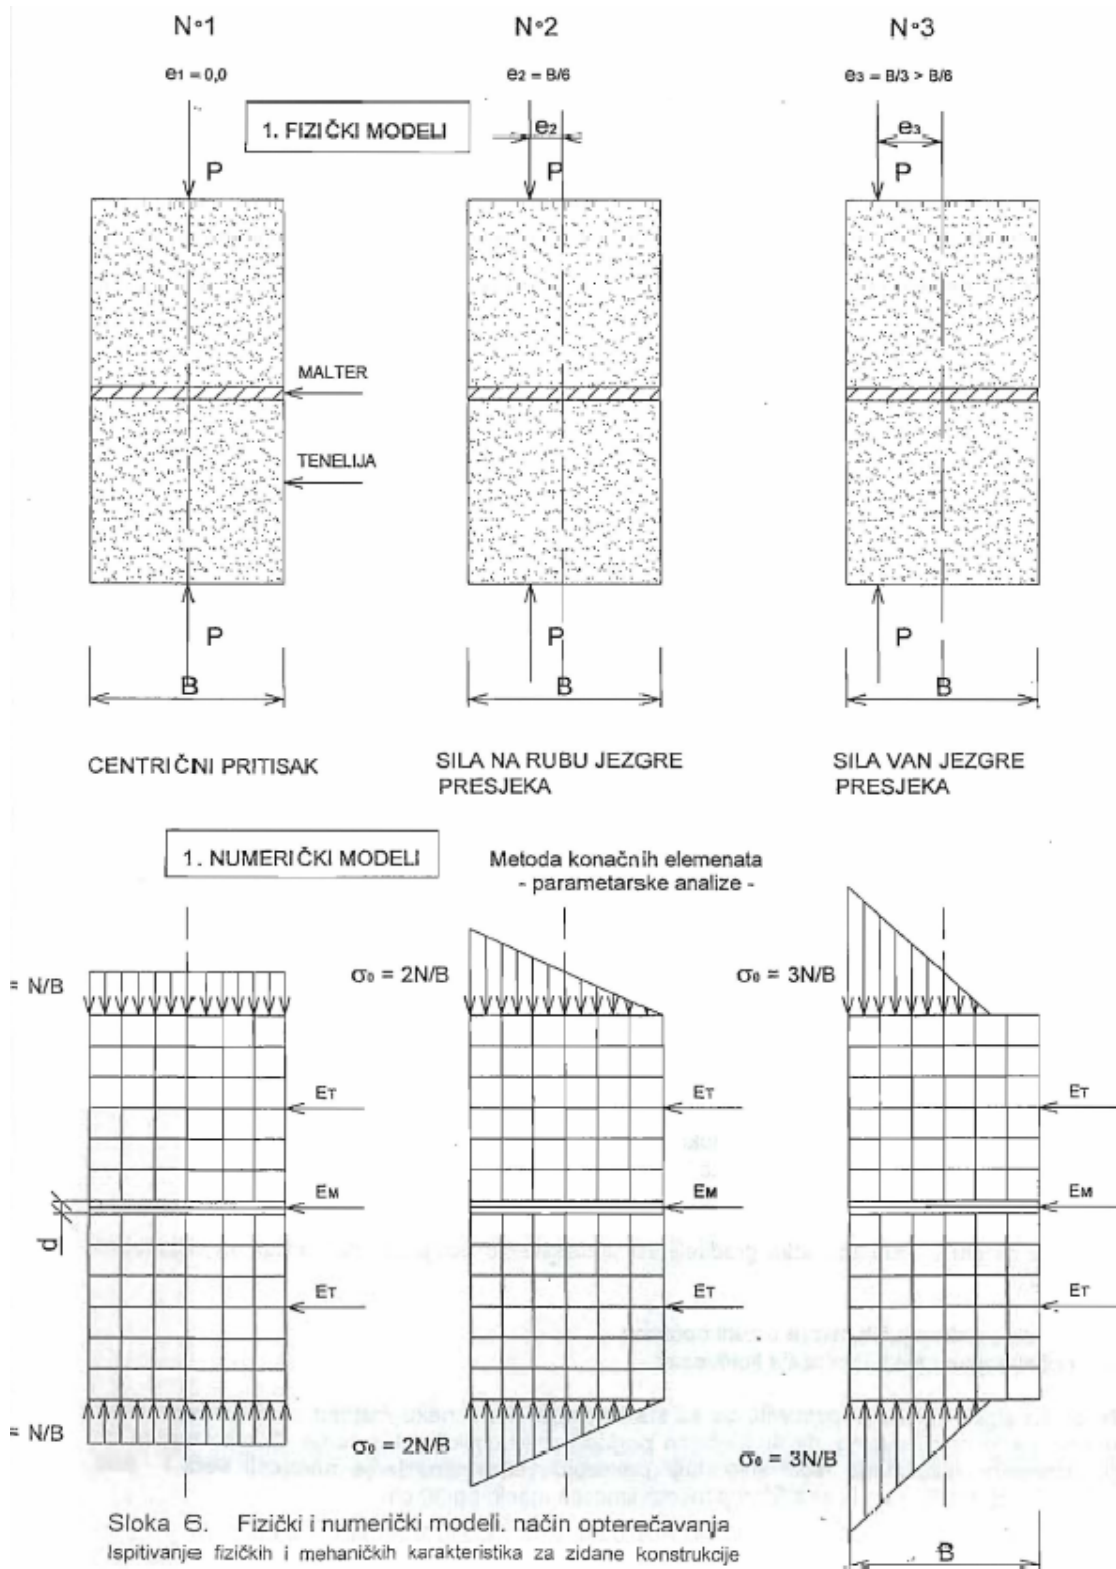 N°1
N°2
N°3
e1 = 0,0
e2 = B/6
e3 = B/3 > B/6
1. FIZIČKI MODELI
e2
e3
P
P
P
MALTER
TENELIJA
P
P
P
B
B
B
CENTRIČNI PRITISAK
SILA NA RUBU JEZGRE
PRESJEKA
SILA VAN JEZGRE
PRESJEKA
1. NUMERIČKI MODELI
Metoda konačnih elemenata
- parametarske analize -
= N/B
σ0 = 2N/B
σ0 = 3N/B
ET
ET
ET
EM
EM
EM
d
ET
ET
ET
= N/B
σ0 = 2N/B
σ0 = 3N/B
Sloka 6. Fizički i numerički modeli. način opterečavanja
Ispitivanje fizičkih i mehaničkih karakteristika za zidane konstrukcije
B